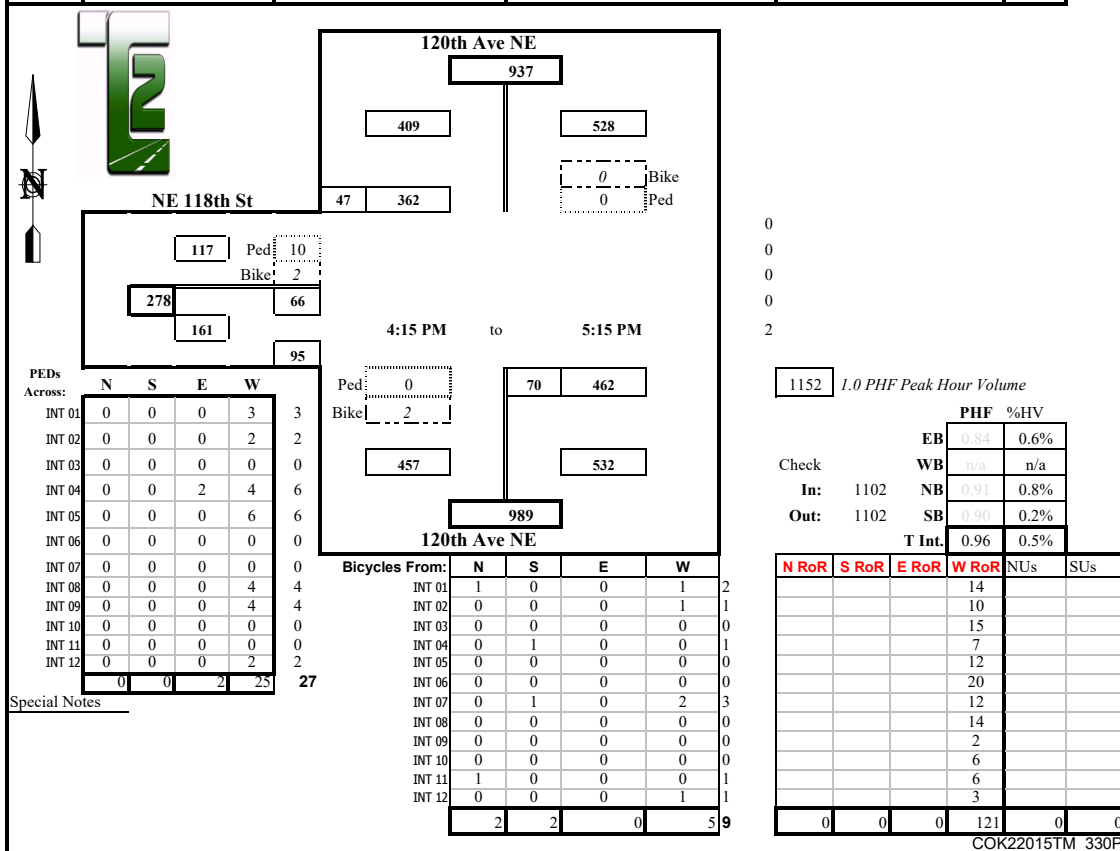 T2
120th Ave NE
937
409 528
0 Bike
0 Ped
N
NE 118th St
47 362
0
117 Ped 10
0
Bike 2
0
278 66
0
161
4:15 PM to 5:15 PM
2
95
PEDs
Across:
N S E W
Ped 0
70 462
1152 1.0 PHF Peak Hour Volume
INT 01 0 0 0 3 3
Bike 2
PHF %HV
INT 02 0 0 0 2 2
EB 0.84 0.6%
INT 03 0 0 0 0 0
457 532
Check WB n/a n/a
INT 04 0 0 2 4 6
In: 1102 NB 0.91 0.8%
INT 05 0 0 0 6 6
989
Out: 1102 SB 0.90 0.2%
INT 06 0 0 0 0 0
120th Ave NE
T Int. 0.96 0.5%
INT 07 0 0 0 0 0
INT 08 0 0 0 4 4
INT 09 0 0 0 4 4
INT 10 0 0 0 0 0
INT 11 0 0 0 0 0
INT 12 0 0 0 2 2
0 0 2 25 27
Special Notes
Bicycles From: N S E W
INT 01 1 0 0 1 2
INT 02 0 0 0 1 1
INT 03 0 0 0 0 0
INT 04 0 1 0 0 1
INT 05 0 0 0 0 0
INT 06 0 0 0 0 0
INT 07 0 1 0 2 3
INT 08 0 0 0 0 0
INT 09 0 0 0 0 0
INT 10 0 0 0 0 0
INT 11 1 0 0 0 1
INT 12 0 0 0 1 1
2 2 0 5 9
N RoR S RoR E RoR W RoR NUs SUs
14
10
15
7
12
20
12
14
2
6
6
3
0 0 0 121 0 0
COK22015TM_330P